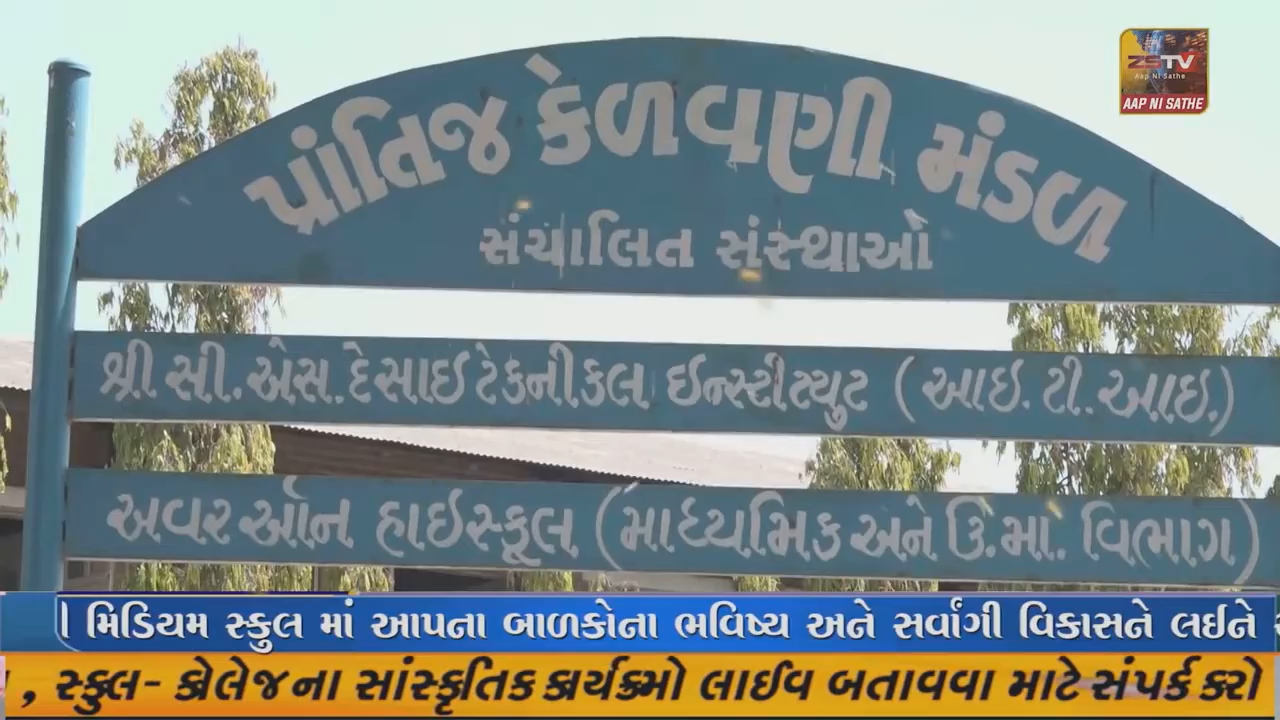 ZSTV
Aap Ni Sathe
AAP NI SATHE
પ્રાંતિજ કેળવણી મંડળ
સંચાલિત સંસ્થાઓ
શ્રી. સી. એસ. દેસાઇ ટેકનીકલ ઇન્સ્ટીટ્યુટ (આઇ. ટી. આઇ.)
અવર ઑન હાઇસ્કૂલ (માધ્યમિક અને ઉ. મા. વિભાગ)
મિડિયમ સ્કુલ માં આપના બાળકોના ભવિષ્ય અને સર્વાંગી વિકાસને લઈને
, સ્કુલ- કોલેજના સાંસ્કૃતિક કાર્યક્રમો લાઈવ બતાવવા માટે સંપર્ક કરો